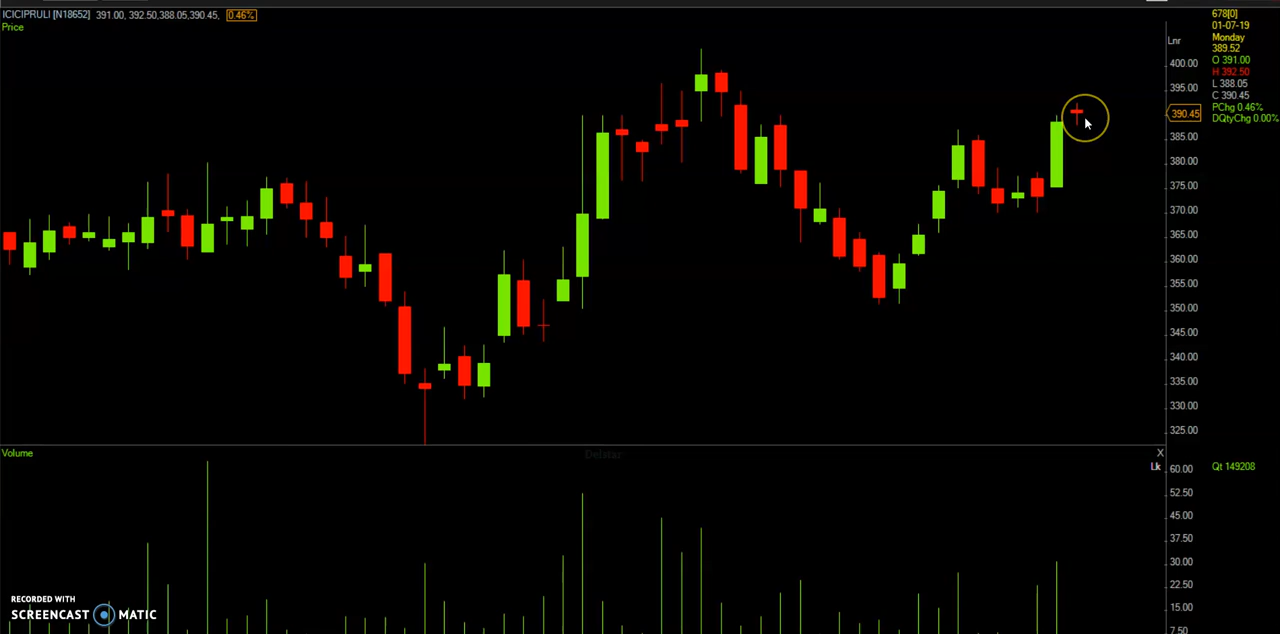 ICICIPRULI [N18652] 391.00, 392.50,388.05,390.45, 0.46%
Price
Lnr
400.00
395.00
390.45
385.00
380.00
375.00
370.00
365.00
360.00
355.00
350.00
345.00
340.00
335.00
330.00
325.00
678[0]
01-07-19
Monday
389.52
O 391.00
H 392.50
L 388.05
C 390.45
PChg 0.46%
DQtyChg 0.00%
Volume
Delstar
X
Lk
60.00
52.50
45.00
37.50
30.00
22.50
15.00
7.50
Qt 149208
RECORDED WITH
SCREENCAST MATIC